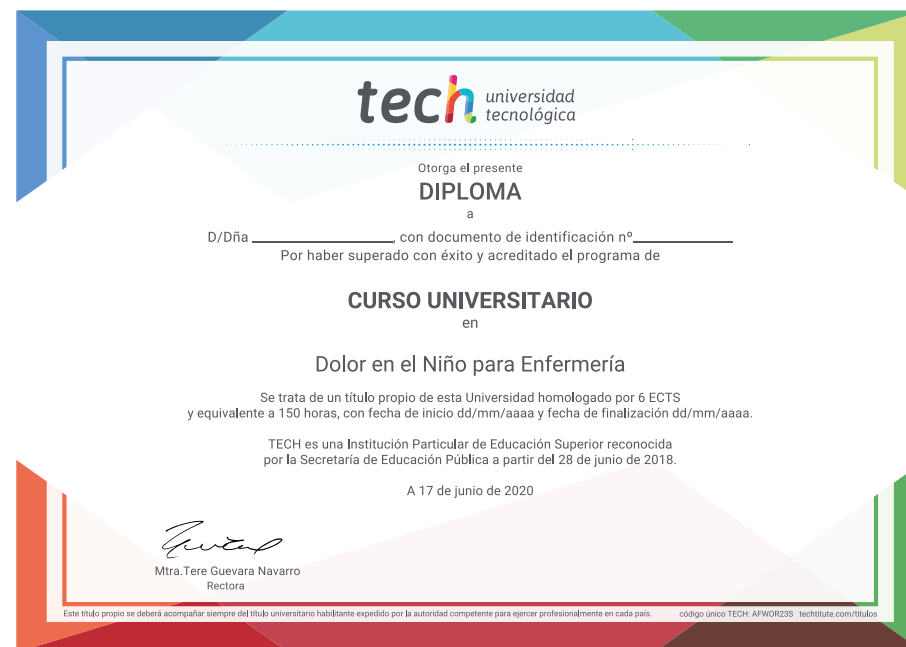 tech universidad
tecnológica
Otorga el presente
DIPLOMA
a
D/Dña ____________________, con documento de identificación nº______________
Por haber superado con éxito y acreditado el programa de
CURSO UNIVERSITARIO
en
Dolor en el Niño para Enfermería
Se trata de un título propio de esta Universidad homologado por 6 ECTS
y equivalente a 150 horas, con fecha de inicio dd/mm/aaaa y fecha de finalización dd/mm/aaaa.
TECH es una Institución Particular de Educación Superior reconocida
por la Secretaría de Educación Pública a partir del 28 de junio de 2018.
A 17 de junio de 2020
Mtra.Tere Guevara Navarro
Rectora
Este título propio se deberá acompañar siempre del título universitario habilitante expedido por la autoridad competente para ejercer profesionalmente en cada país. código único TECH: AFWOR23S techtitute.com/titulos